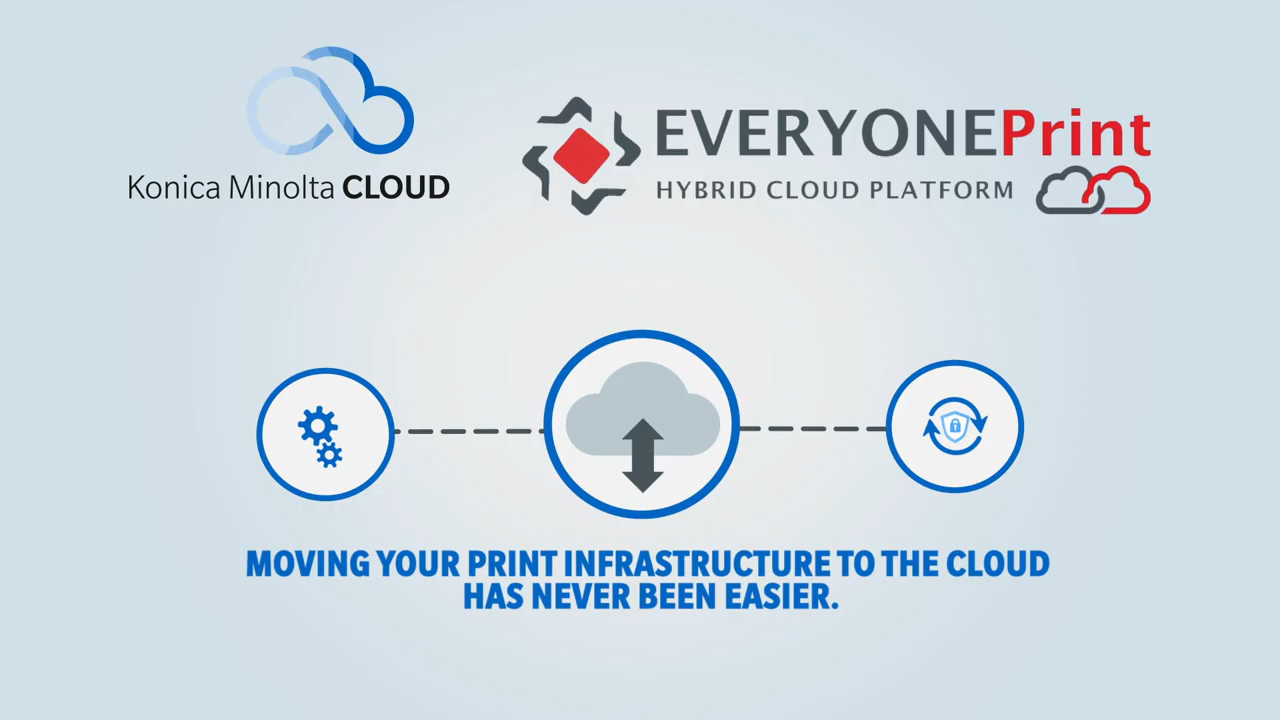 Konica Minolta CLOUD
EVERYONEPrint
HYBRID CLOUD PLATFORM
MOVING YOUR PRINT INFRASTRUCTURE TO THE CLOUD
HAS NEVER BEEN EASIER.